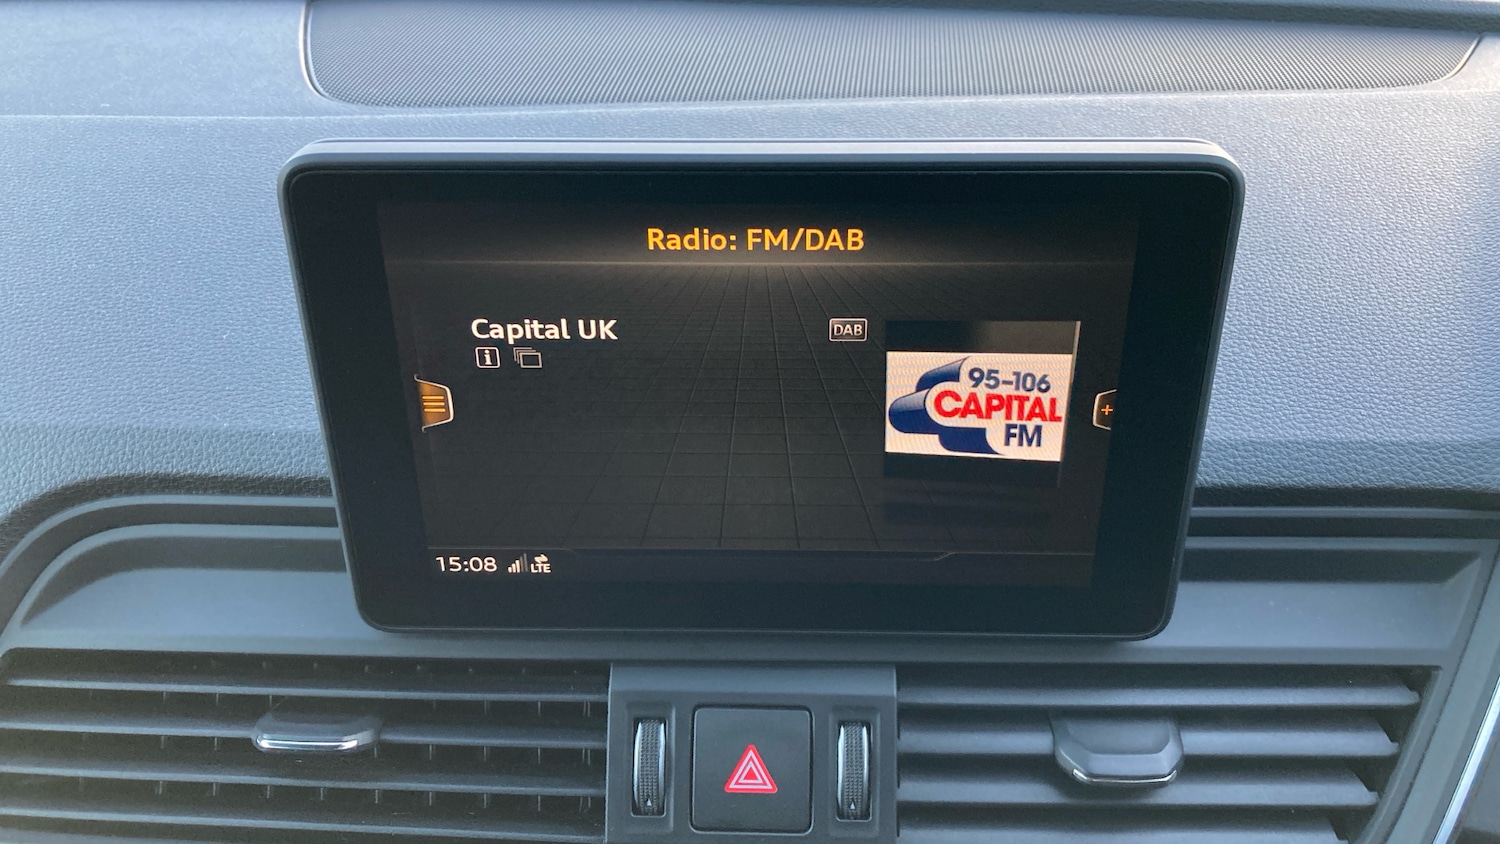 Radio: FM/DAB
Capital UK
DAB
95-106
CAPITAL
FM
15:08 LTE